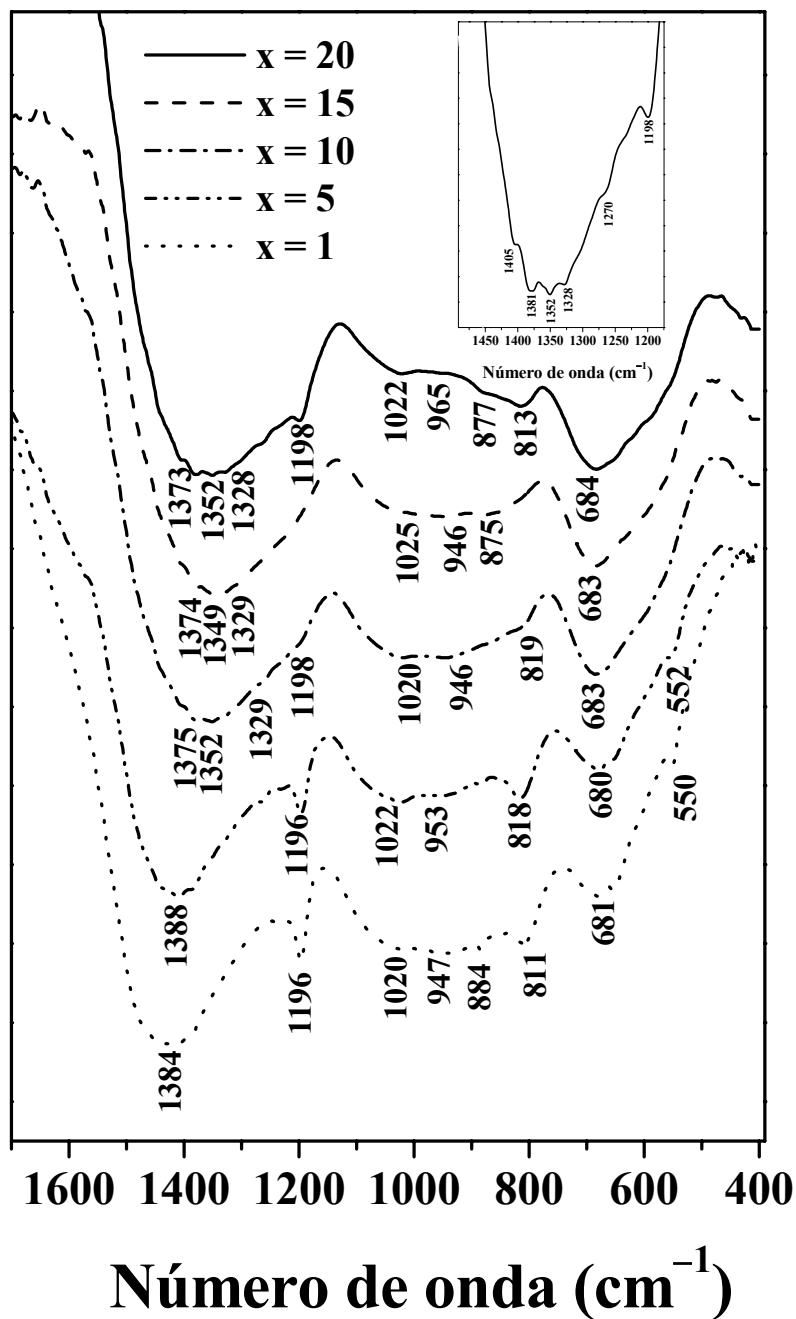 x = 20
x = 15
x = 10
x = 5
x = 1
1405
1381
1352
1328
1270
1198
1450 1400 1350 1300 1250 1200
Número de onda (cm⁻¹)
1373 1352 1328 1198 1022 965 877 813 684
1374 1349 1329 1025 946 875 683
1375 1352 1329 1198 1020 946 819 683 552
1388 1196 1022 953 818 680 550
1384 1196 1020 947 884 811 681
1600 1400 1200 1000 800 600 400
Número de onda (cm⁻¹)